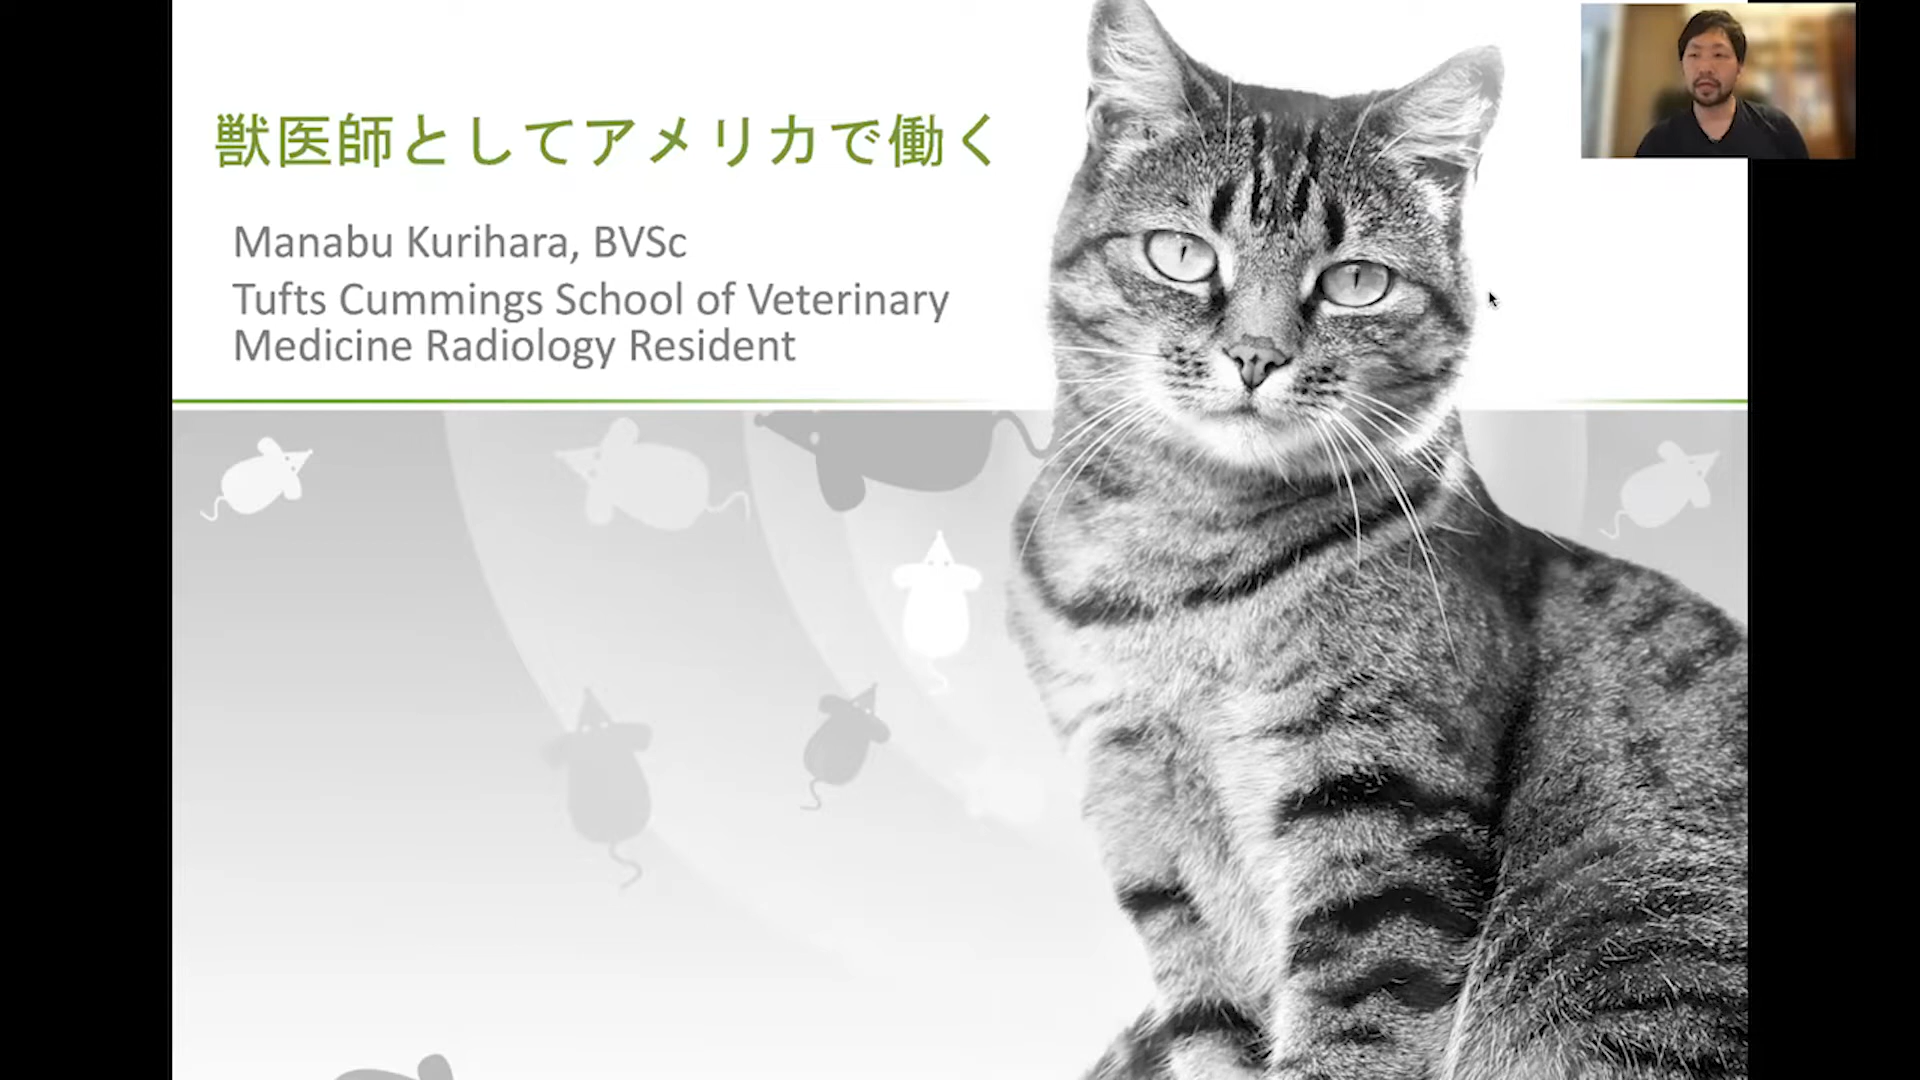 獣医師としてアメリカで働く
Manabu Kurihara, BVSc
Tufts Cummings School of Veterinary
Medicine Radiology Resident